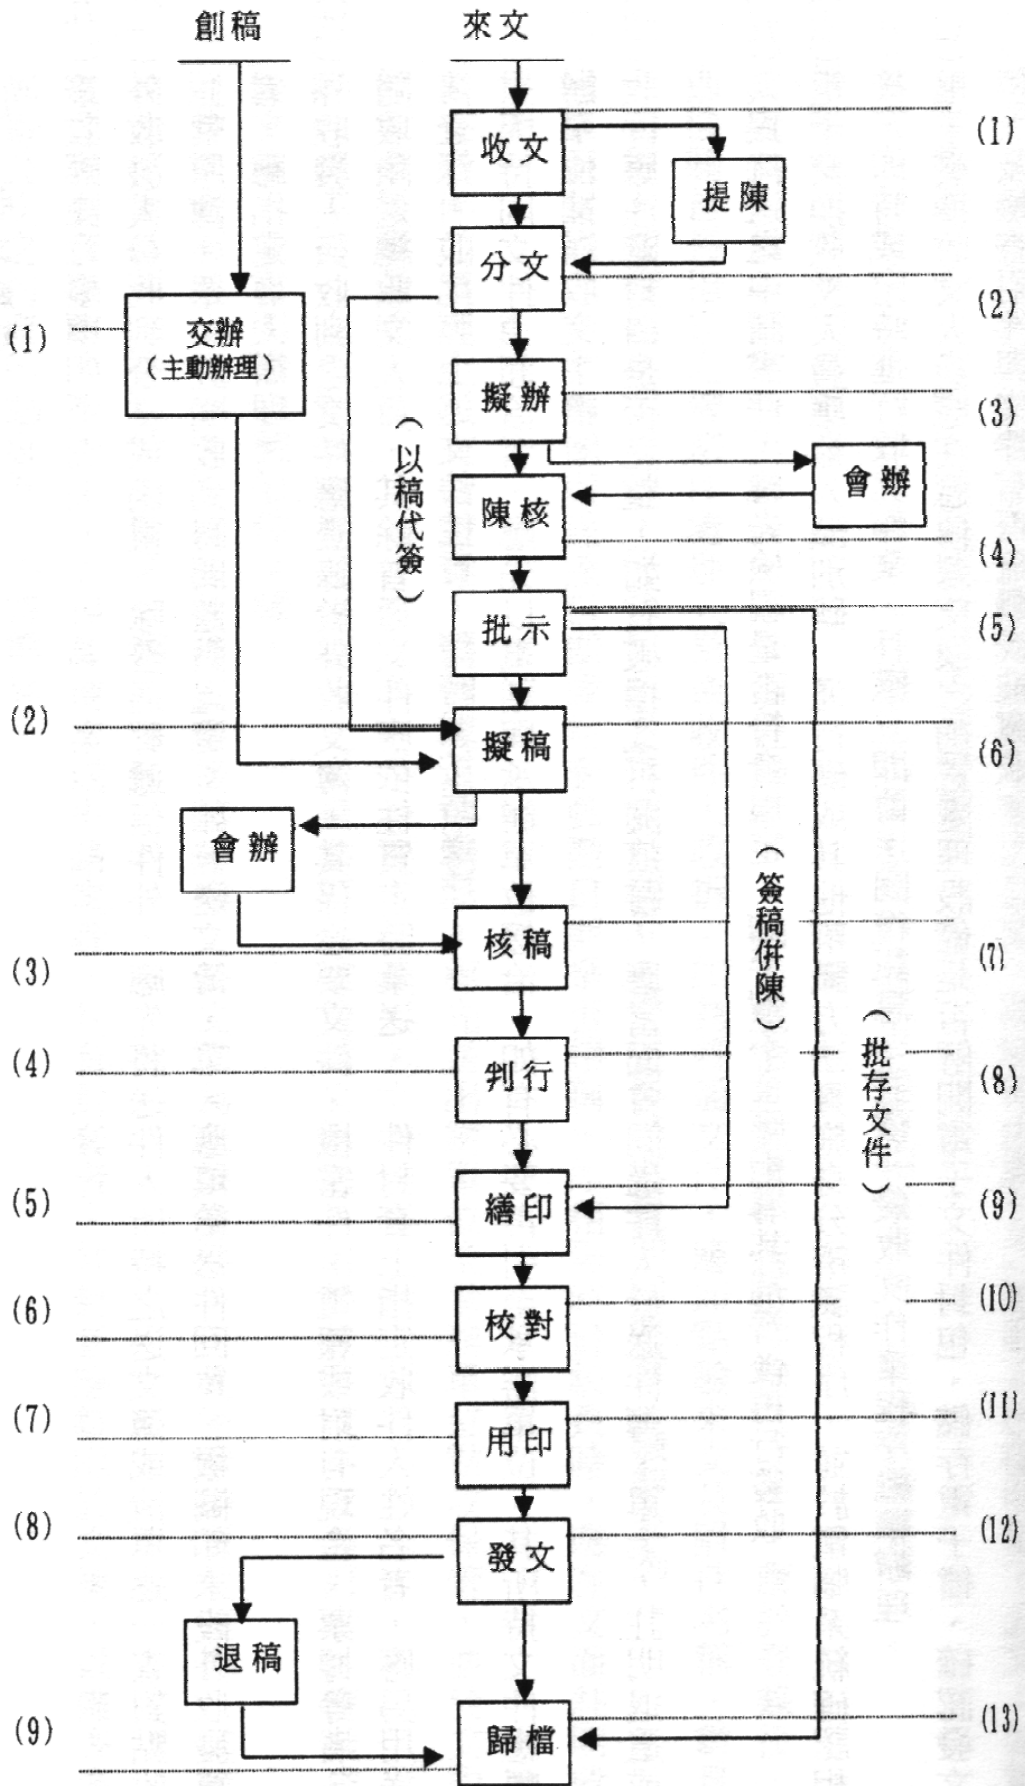 創稿 來文
收文 (1)
提陳
分文
(2)
(1) 交辦
(主動辦理)
擬辦 (3)
(以稿代簽)
會辦
陳核
(4)
批示 (5)
(2) 擬稿 (6)
會辦
(簽稿併陳)
核稿 (7)
(3)
(批存文件)
(4) 判行 (8)
(5) 繕印 (9)
(6) 校對 (10)
(7) 用印 (11)
(8) 發文 (12)
退稿
(9) 歸檔 (13)